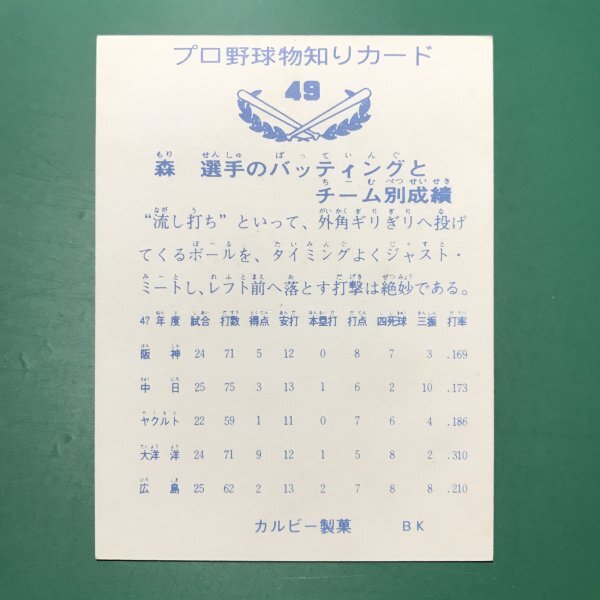 プロ野球物知りカード
49
森 選手のバッティングと
チーム別成績
“流し打ち”といって、外角ギリぎリへ投げ
てくるボールを、タイミングよくジャスト・
ミートし、レフト前へ落とす打撃は絶妙である。
47年度 試合 打数 得点 安打 本塁打 打点 四死球 三振 打率
阪神 24 71 5 12 0 8 7 3 .169
中日 25 75 3 13 1 6 2 10 .173
ヤクルト 22 59 1 11 0 7 6 4 .186
大洋洋 24 71 9 12 1 5 8 2 .310
広島 25 62 2 13 2 7 8 8 .210
カルビー製菓 BK